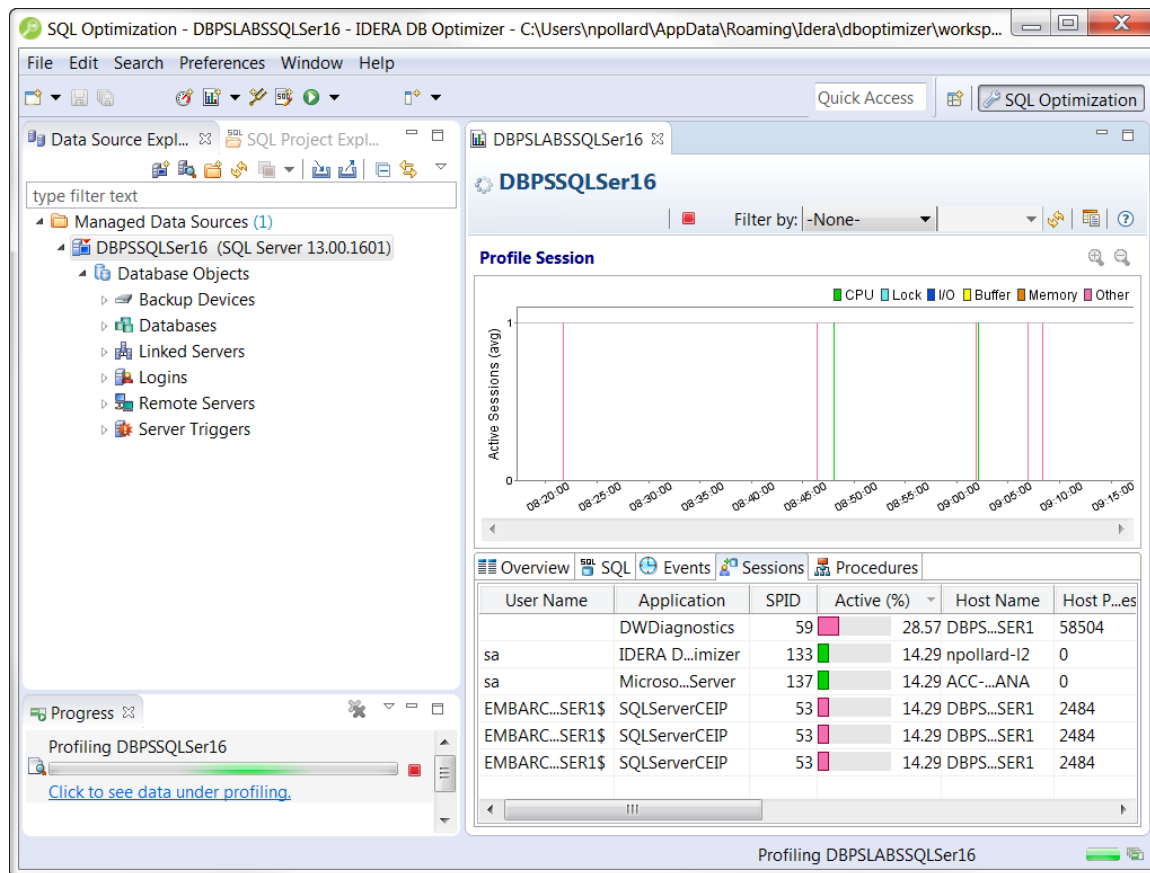 SQL Optimization - DBPSLABSSQLSer16 - IDERA DB Optimizer - C:\Users\npollard\AppData\Roaming\Idera\dboptimizer\worksp...
File Edit Search Preferences Window Help
Quick Access
SQL Optimization
Data Source Expl...
SQL Project Expl...
type filter text
Managed Data Sources (1)
DBPSSQLSer16 (SQL Server 13.00.1601)
Database Objects
Backup Devices
Databases
Linked Servers
Logins
Remote Servers
Server Triggers
Progress
Profiling DBPSSQLSer16
Click to see data under profiling.
DBPSLABSSQLSer16
DBPSSQLSer16
Filter by: -None-
Profile Session
CPU Lock I/O Buffer Memory Other
Active Sessions (avg)
1
0
08:20:00 08:25:00 08:30:00 08:35:00 08:40:00 08:45:00 08:50:00 08:55:00 09:00:00 09:05:00 09:10:00 09:15:00
Overview SQL Events Sessions Procedures
User Name Application SPID Active (%) Host Name Host P...es
DWDiagnostics 59 28.57 DBPS...SER1 58504
sa IDERA D...imizer 133 14.29 npollard-l2 0
sa Microso...Server 137 14.29 ACC-...ANA 0
EMBARC...SER1$ SQLServerCEIP 53 14.29 DBPS...SER1 2484
EMBARC...SER1$ SQLServerCEIP 53 14.29 DBPS...SER1 2484
EMBARC...SER1$ SQLServerCEIP 53 14.29 DBPS...SER1 2484
Profiling DBPSLABSSQLSer16